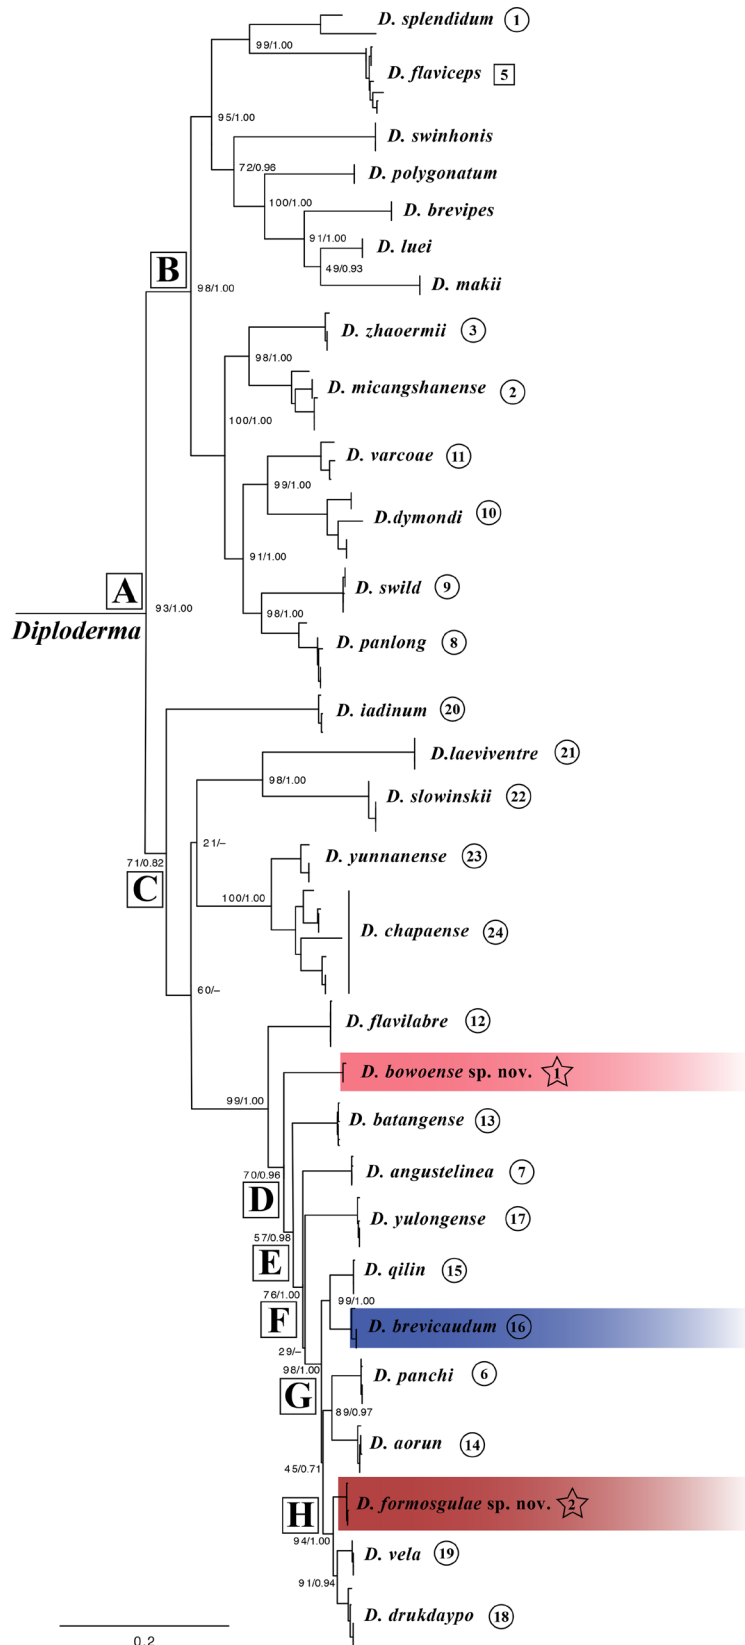 D. splendidum 1
99/1.00
D. flaviceps 5
95/1.00
D. swinhonis
72/0.96
D. polygonatum
100/1.00
D. brevipes
91/1.00
D. luei
49/0.93
D. makii
B
98/1.00
D. zhaoermii 3
98/1.00
D. micangshanense 2
100/1.00
D. varcoae 11
99/1.00
D.dymondi 10
91/1.00
D. swild 9
A
93/1.00
98/1.00
Diploderma
D. panlong 8
D. iadinum 20
D.laeviventre 21
98/1.00
D. slowinskii 22
21/–
D. yunnanense 23
71/0.82
C
100/1.00
D. chapaense 24
60/–
D. flavilabre 12
D. bowoense sp. nov. 1
99/1.00
D. batangense 13
D. angustelinea 7
70/0.96
D
D. yulongense 17
57/0.98
E
D. qilin 15
76/1.00
99/1.00
F
D. brevicaudum 16
29/–
98/1.00
D. panchi 6
G
89/0.97
D. aorun 14
45/0.71
D. formosgulae sp. nov. 2
H
94/1.00
D. vela 19
91/0.94
D. drukdaypo 18
0.2